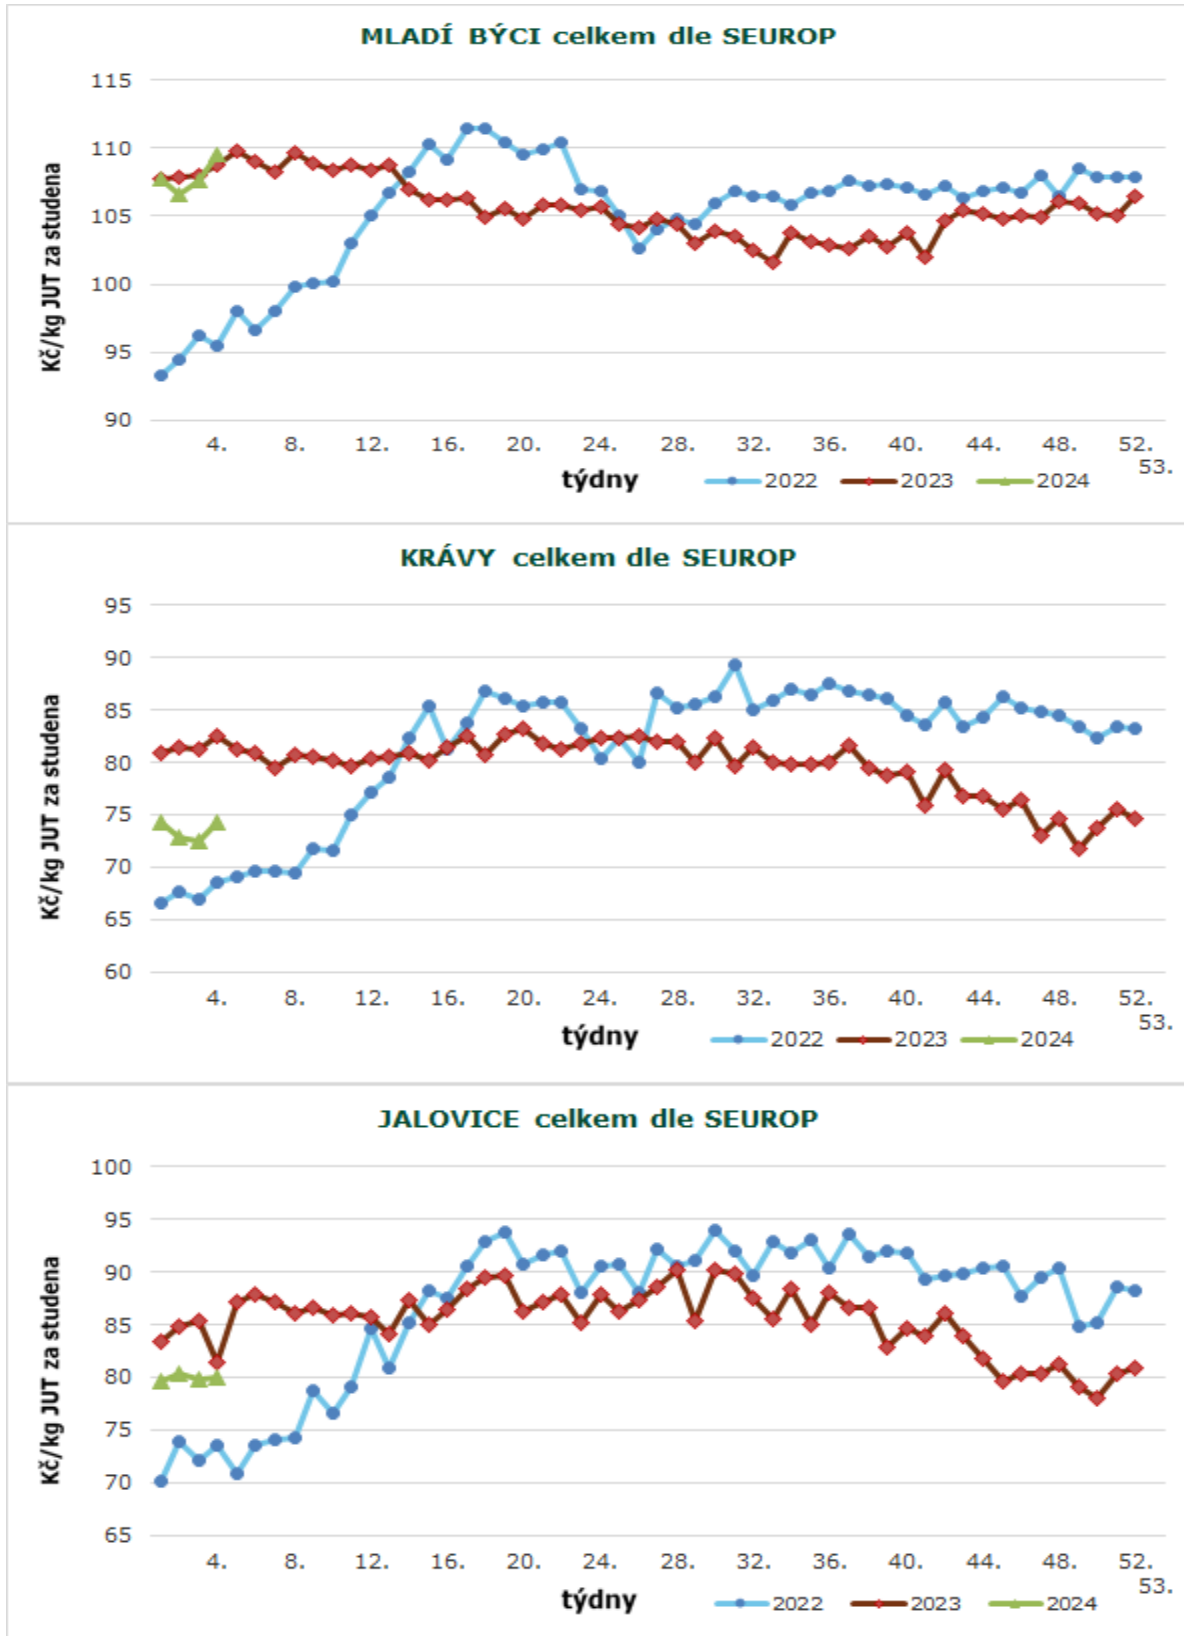 MLADÍ BÝCI celkem dle SEUROP
Kč/kg JUT za studena
115
110
105
100
95
90
4. 8. 12. 16. 20. 24. 28. 32. 36. 40. 44. 48. 52.
53.
týdny
2022 2023 2024
KRÁVY celkem dle SEUROP
Kč/kg JUT za studena
95
90
85
80
75
70
65
60
4. 8. 12. 16. 20. 24. 28. 32. 36. 40. 44. 48. 52.
53.
týdny
2022 2023 2024
JALOVICE celkem dle SEUROP
Kč/kg JUT za studena
100
95
90
85
80
75
70
65
4. 8. 12. 16. 20. 24. 28. 32. 36. 40. 44. 48. 52.
53.
týdny
2022 2023 2024